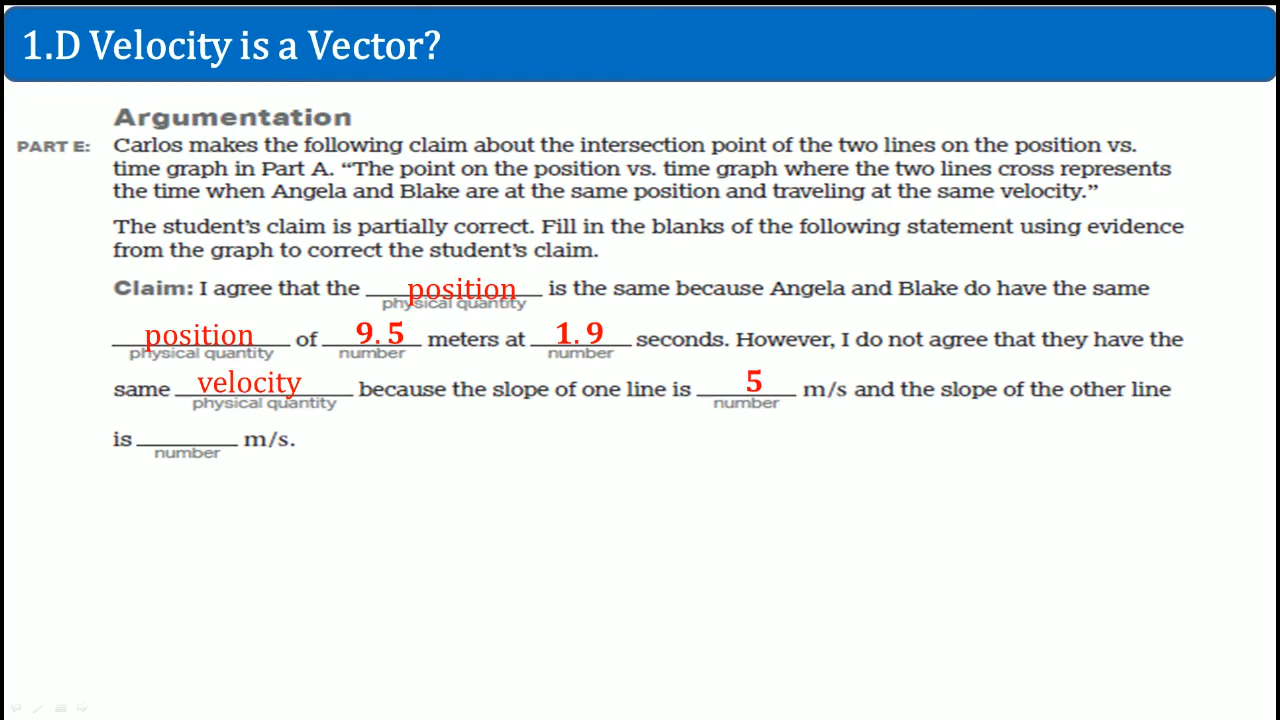 1.D Velocity is a Vector?
Argumentation
PART E: Carlos makes the following claim about the intersection point of the two lines on the position vs.
time graph in Part A. “The point on the position vs. time graph where the two lines cross represents
the time when Angela and Blake are at the same position and traveling at the same velocity.”
The student’s claim is partially correct. Fill in the blanks of the following statement using evidence
from the graph to correct the student’s claim.
Claim: I agree that the position is the same because Angela and Blake do have the same
physical quantity
position of 9.5 meters at 1.9 seconds. However, I do not agree that they have the
physical quantity number number
same velocity because the slope of one line is 5 m/s and the slope of the other line
physical quantity number
is ________ m/s.
number